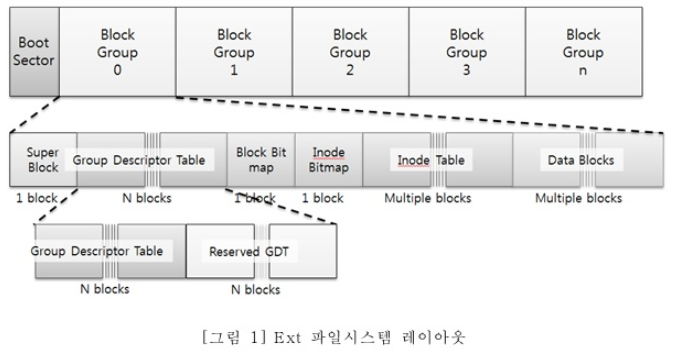 Boot
Sector
Block
Group
0
Block
Group
1
Block
Group
2
Block
Group
3
Block
Group
n
Super
Block
Group Descriptor Table
Block Bit
map
Inode
Bitmap
Inode Table
Data Blocks
1 block
N blocks
1 block
1 block
Multiple blocks
Multiple blocks
Group Descriptor Table
Reserved GDT
N blocks
N blocks
[그림 1] Ext 파일시스템 레이아웃